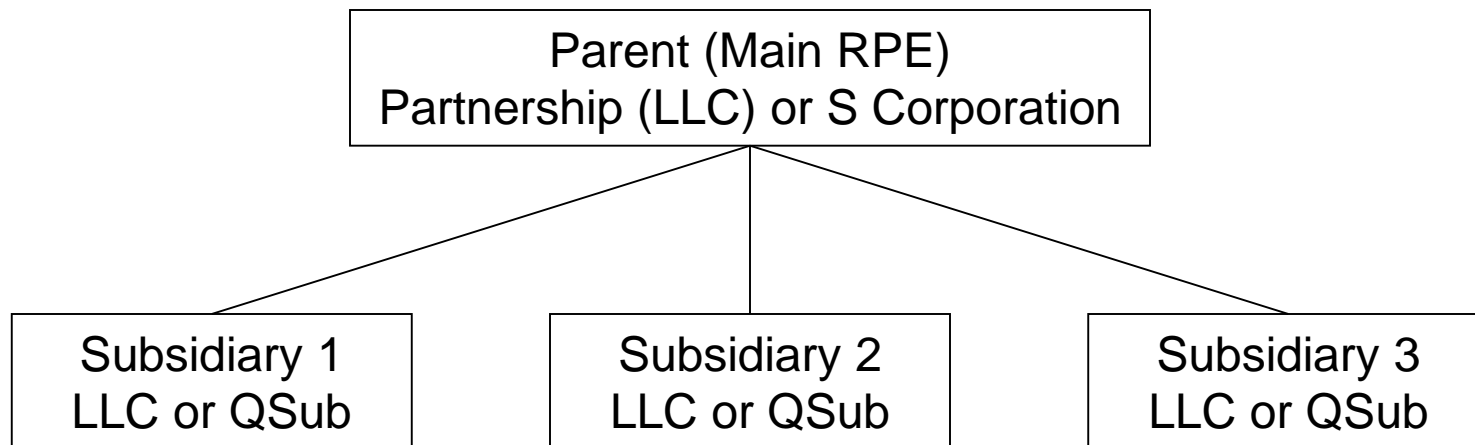 Parent (Main RPE)
Partnership (LLC) or S Corporation
Subsidiary 1
LLC or QSub
Subsidiary 2
LLC or QSub
Subsidiary 3
LLC or QSub